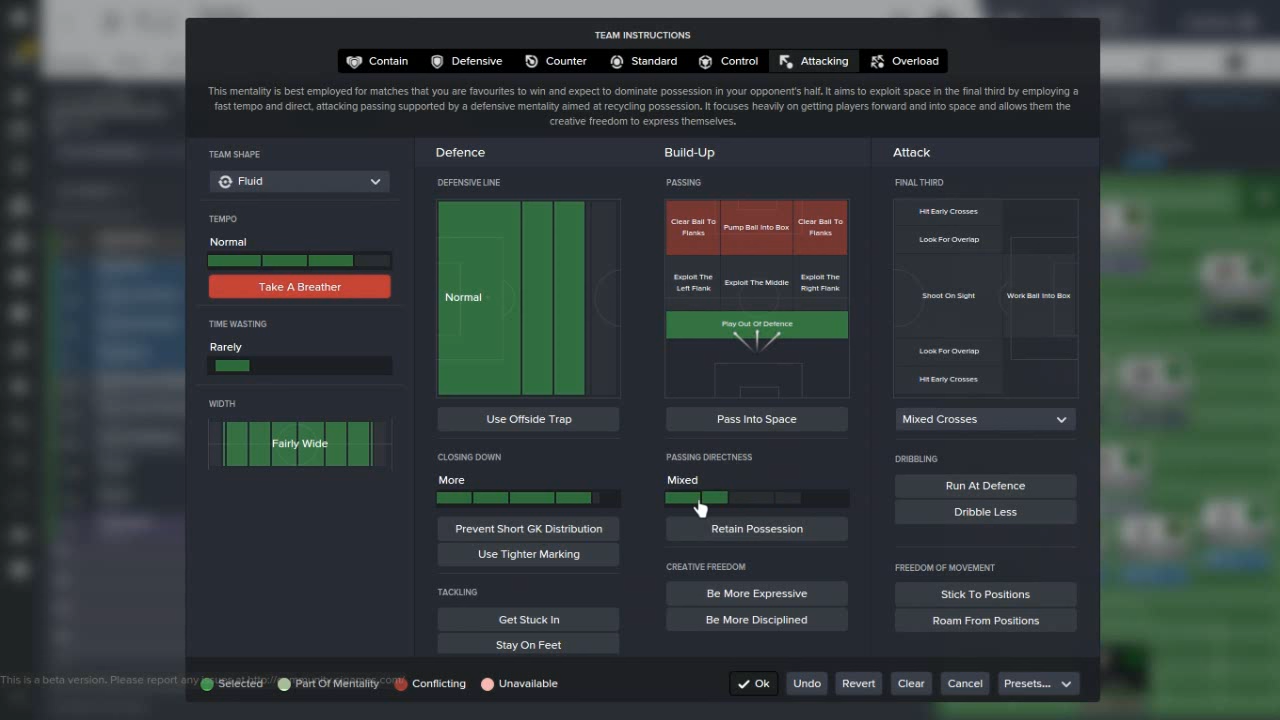 TEAM INSTRUCTIONS
Contain
Defensive
Counter
Standard
Control
Attacking
Overload
This mentality is best employed for matches that you are favourites to win and expect to dominate possession in your opponent's half. It aims to exploit space in the final third by employing a
fast tempo and direct, attacking passing supported by a defensive mentality aimed at recycling possession. It focuses heavily on getting players forward and into space and allows them the
creative freedom to express themselves.
TEAM SHAPE
Fluid
TEMPO
Normal
Take A Breather
TIME WASTING
Rarely
WIDTH
Fairly Wide
Defence
DEFENSIVE LINE
Normal
Use Offside Trap
CLOSING DOWN
More
Prevent Short GK Distribution
Use Tighter Marking
TACKLING
Get Stuck In
Stay On Feet
Build-Up
PASSING
Clear Ball To
Flanks
Pump Ball Into Box
Clear Ball To
Flanks
Exploit The
Left Flank
Exploit The Middle
Exploit The
Right Flank
Play Out Of Defence
Pass Into Space
PASSING DIRECTNESS
Mixed
Retain Possession
CREATIVE FREEDOM
Be More Expressive
Be More Disciplined
Attack
FINAL THIRD
Hit Early Crosses
Look For Overlap
Shoot On Sight
Work Ball Into Box
Look For Overlap
Hit Early Crosses
Mixed Crosses
DRIBBLING
Run At Defence
Dribble Less
FREEDOM OF MOVEMENT
Stick To Positions
Roam From Positions
This is a beta version. Please report any
Selected
Part Of Mentality
Conflicting
Unavailable
Ok
Undo
Revert
Clear
Cancel
Presets...